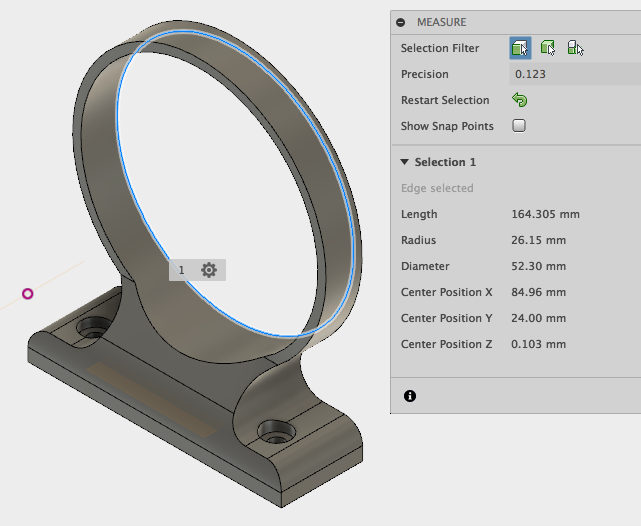 MEASURE
Selection Filter
Precision 0.123
Restart Selection
Show Snap Points
Selection 1
Edge selected
Length 164.305 mm
Radius 26.15 mm
Diameter 52.30 mm
Center Position X 84.96 mm
Center Position Y 24.00 mm
Center Position Z 0.103 mm
1